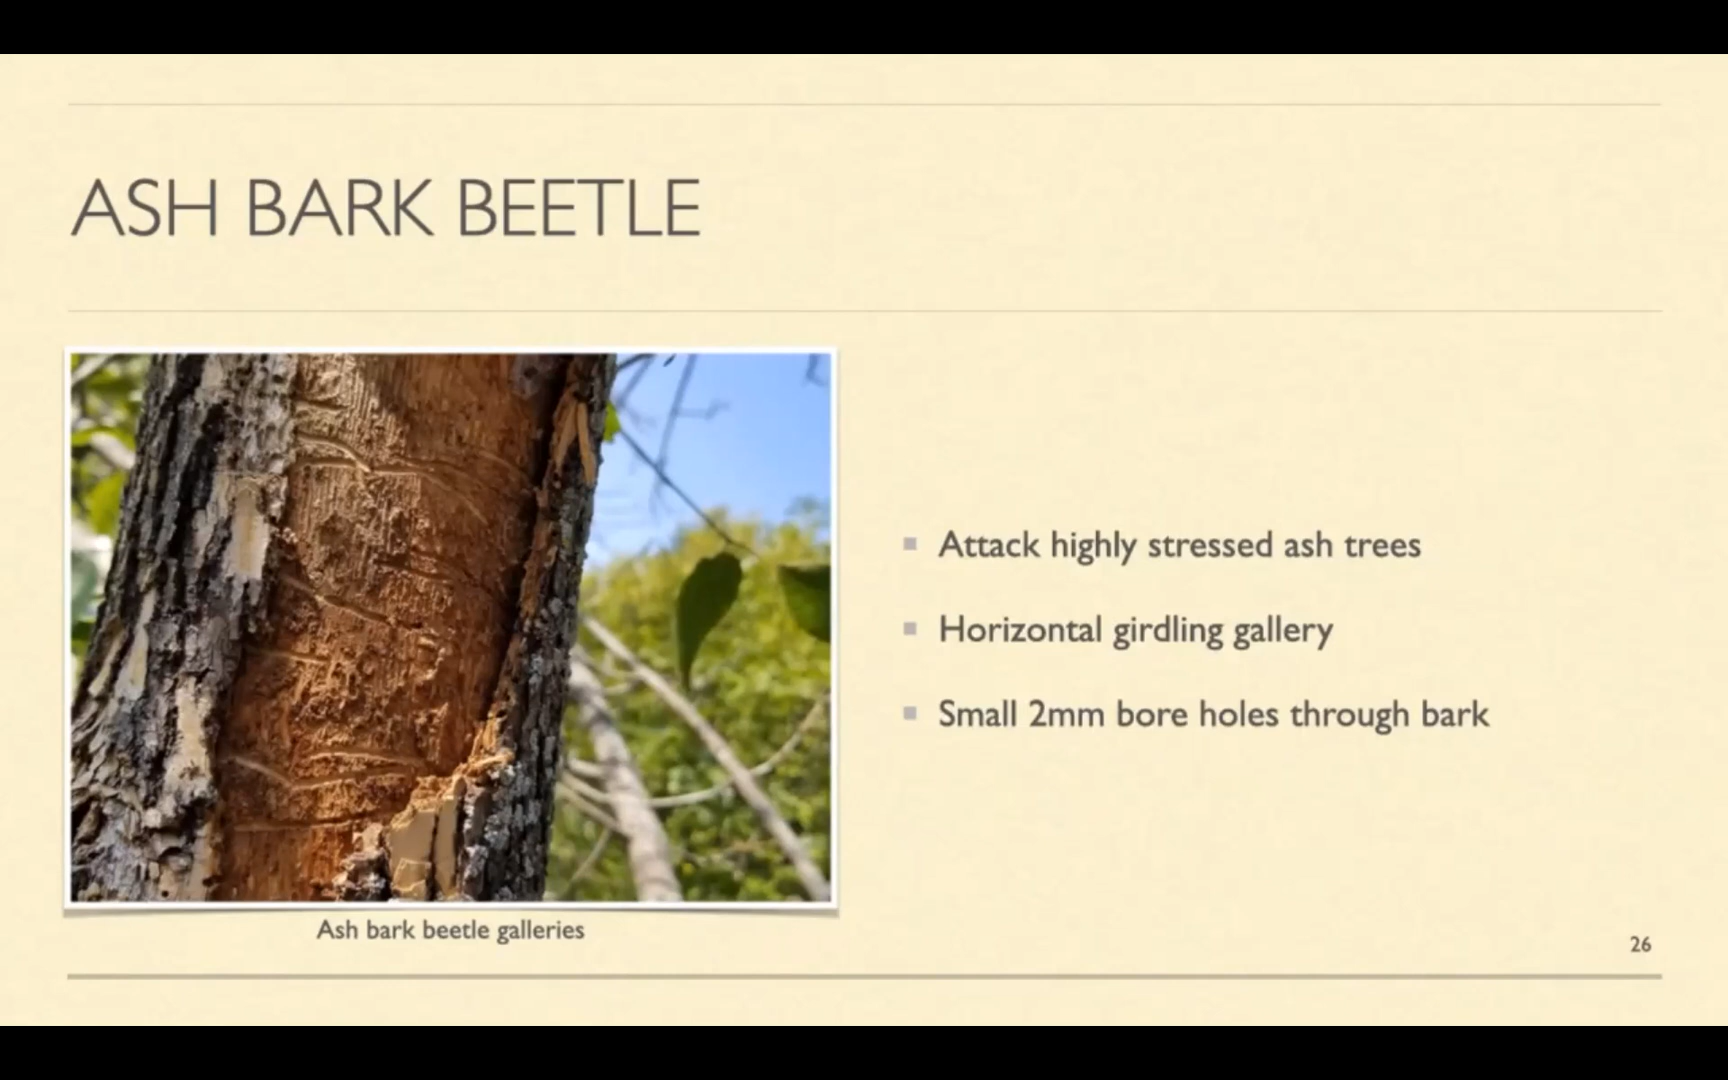 ASH BARK BEETLE
Attack highly stressed ash trees
Horizontal girdling gallery
Small 2mm bore holes through bark
Ash bark beetle galleries
26